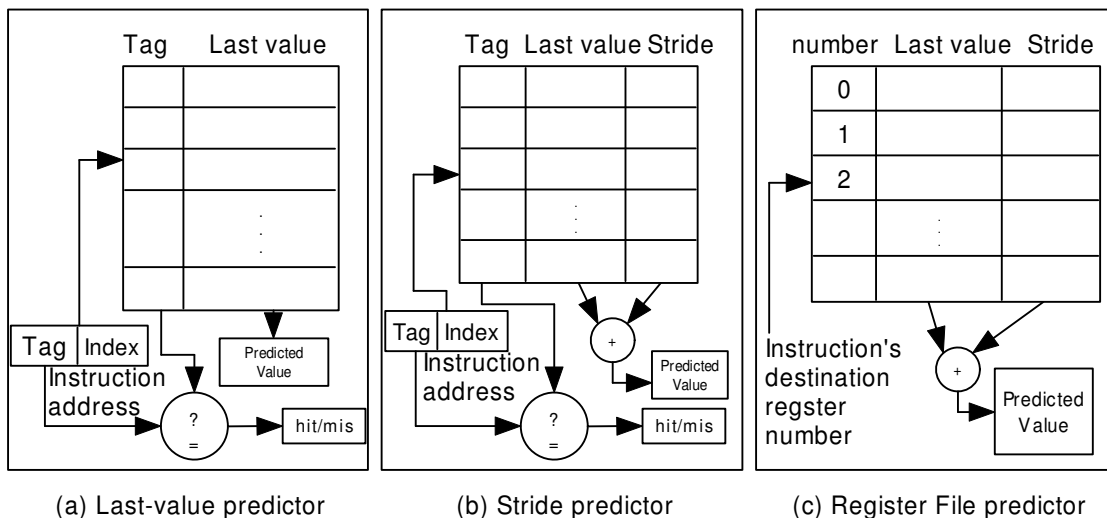 Tag Last value
Tag Index
Instruction
address
Predicted
Value
?
=
hit/mis
(a) Last-value predictor
Tag Last value Stride
Tag Index
Instruction
address
+
Predicted
Value
?
=
hit/mis
(b) Stride predictor
number Last value Stride
0
1
2
Instruction's
destination
regster
number
+
Predicted
Value
(c) Register File predictor